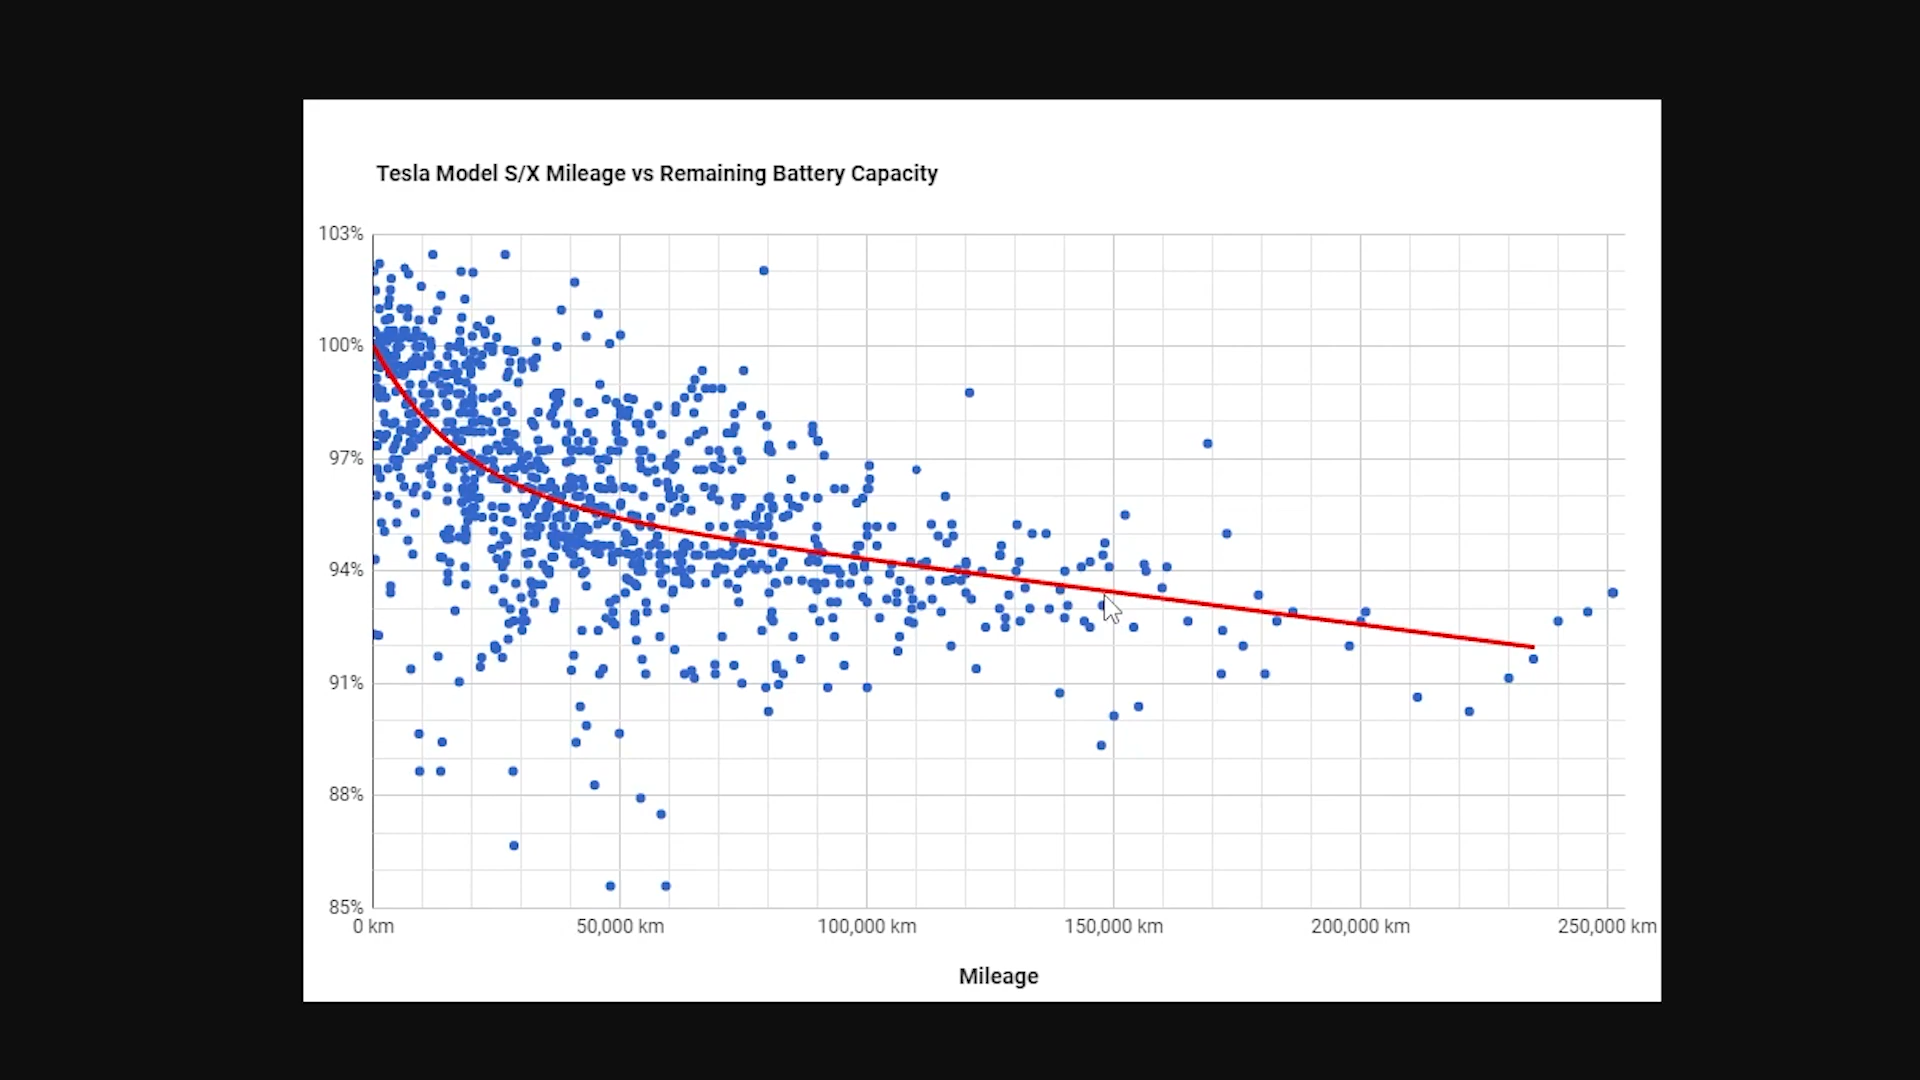 Tesla Model S/X Mileage vs Remaining Battery Capacity
103%
100%
97%
94%
91%
88%
85%
0 km 50,000 km 100,000 km 150,000 km 200,000 km 250,000 km
Mileage